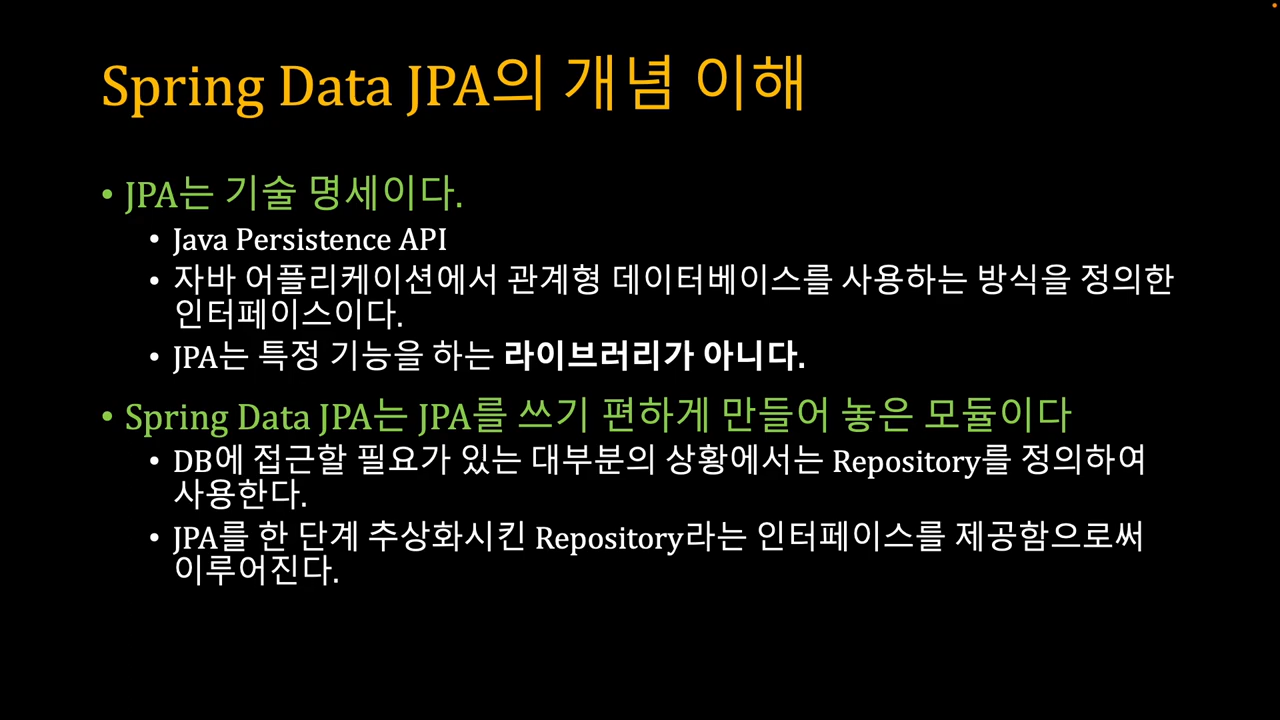 Spring Data JPA의 개념 이해
• JPA는 기술 명세이다.
• Java Persistence API
• 자바 어플리케이션에서 관계형 데이터베이스를 사용하는 방식을 정의한
인터페이스이다.
• JPA는 특정 기능을 하는 라이브러리가 아니다.
• Spring Data JPA는 JPA를 쓰기 편하게 만들어 놓은 모듈이다
• DB에 접근할 필요가 있는 대부분의 상황에서는 Repository를 정의하여
사용한다.
• JPA를 한 단계 추상화시킨 Repository라는 인터페이스를 제공함으로써
이루어진다.